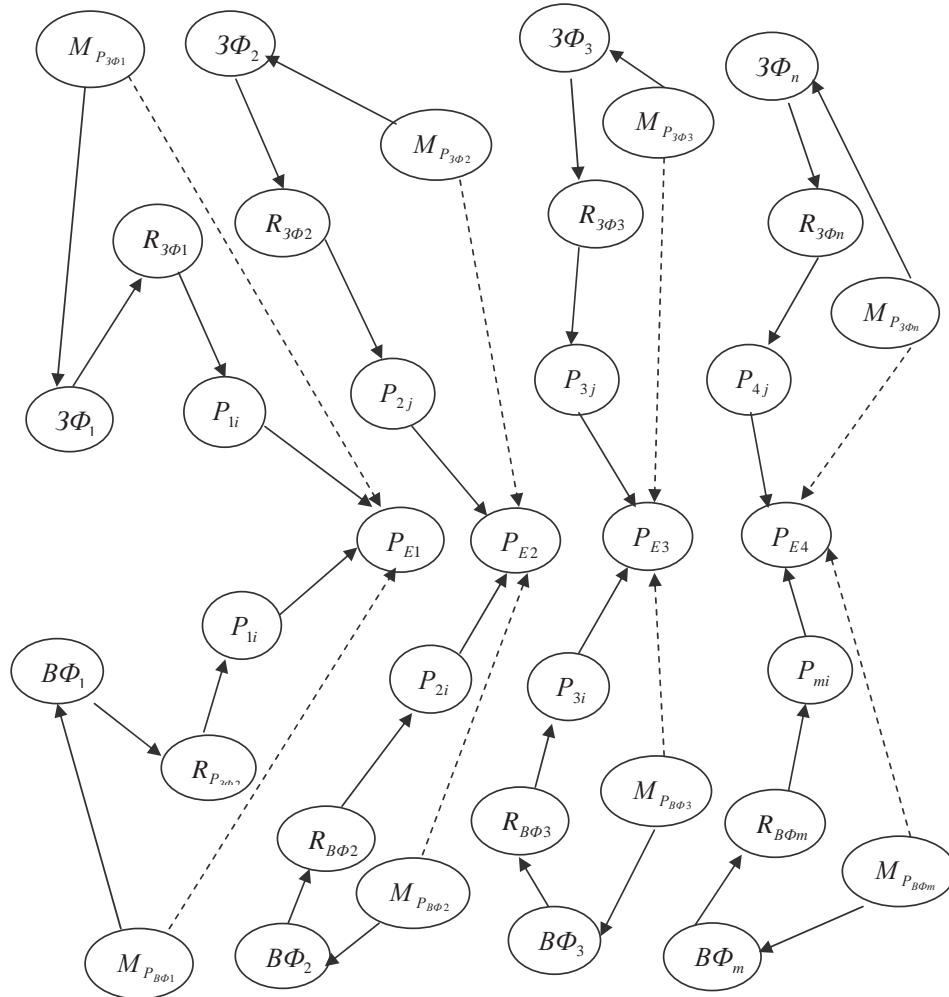 M_{P_{ЗФ1}}
ЗФ_2
ЗФ_3
ЗФ_n
M_{P_{ЗФ2}}
M_{P_{ЗФ3}}
R_{ЗФ1}
R_{ЗФ2}
R_{ЗФ3}
R_{ЗФn}
M_{P_{ЗФn}}
ЗФ_1
P_{1i}
P_{2j}
P_{3j}
P_{4j}
P_{E1}
P_{E2}
P_{E3}
P_{E4}
P_{1i}
ВФ_1
P_{2i}
P_{3i}
P_{mi}
R_{P_{ЗФ2}}
M_{P_{ВФ3}}
R_{ВФ2}
R_{ВФ3}
R_{ВФm}
M_{P_{ВФ2}}
M_{P_{ВФm}}
M_{P_{ВФ1}}
ВФ_2
ВФ_3
ВФ_m